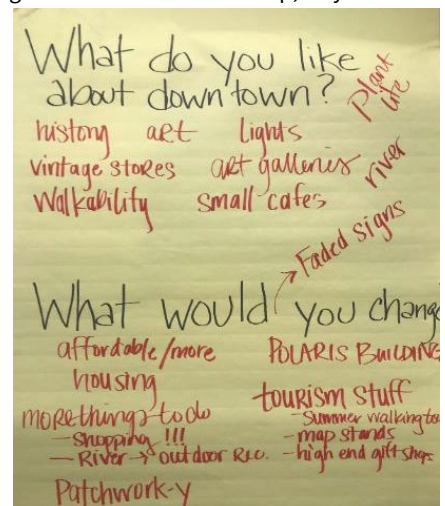 What do you like
about downtown?
Plant
life
history art Lights
vintage stores art galleries
river
Walkability small cafes
Faded signs
What would you change
affordable/more
housing
POLARIS BUILDING
tourism stuff
- Summer walking
- map stands
- high end gift shops
more things to do
- Shopping !!!
- River → outdoor Rec.
Patchwork-y